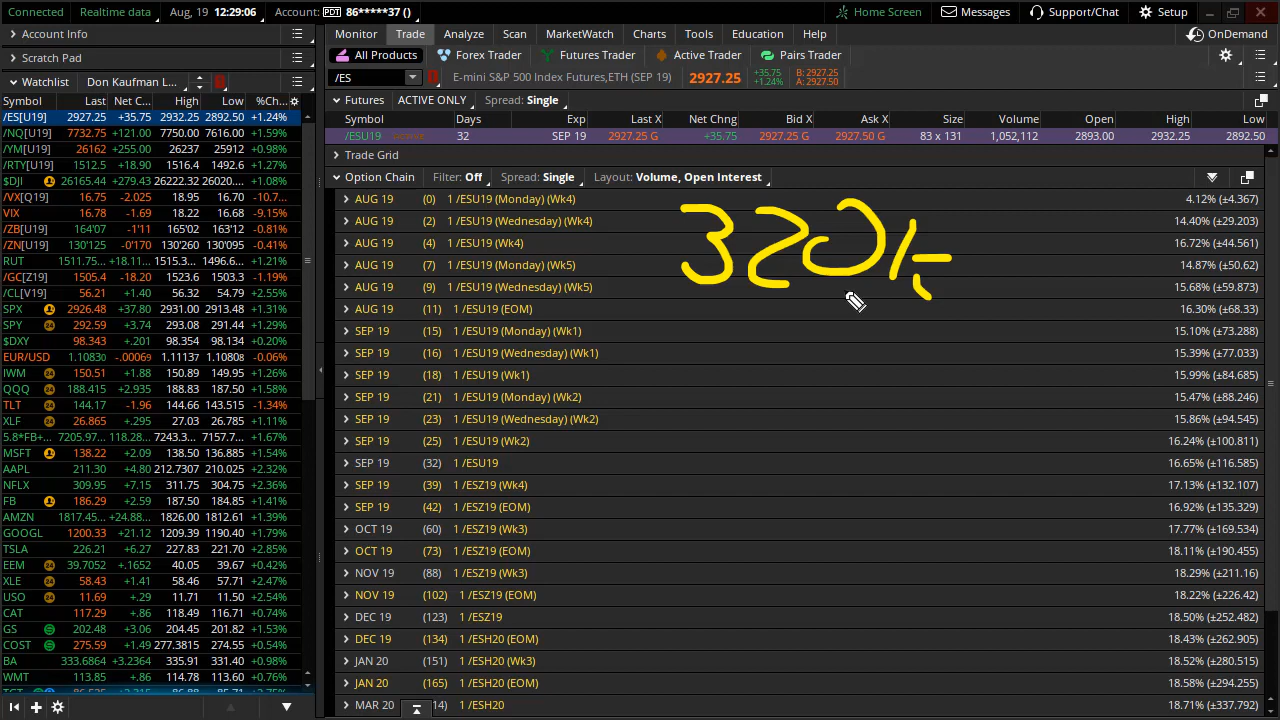 Connected Realtime data Aug, 19 12:29:06 Account: PDT 86*****37 () Home Screen Messages Support/Chat Setup
Account Info
Scratch Pad
Watchlist Don Kaufman L...
Symbol Last Net C... High Low %Ch...
/ES[U19] 2927.25 +35.75 2932.25 2892.50 +1.24%
/NQ[U19] 7732.75 +121.00 7750.00 7616.00 +1.59%
/YM[U19] 26162 +255.00 26237 25912 +0.98%
/RTY[U19] 1512.5 +18.90 1516.4 1492.6 +1.27%
$DJI 26165.44 +279.43 26222.32 26020.... +1.08%
/VX[Q19] 16.75 -2.025 18.95 16.70 -10.7...
VIX 16.78 -1.69 18.22 16.68 -9.15%
/ZB[U19] 164'07 -1'11 165'02 163'12 -0.81%
/ZN[U19] 130'125 -0'170 130'160 130'095 -0.41%
RUT 1511.75... +18.11... 1515.3... 1496.6... +1.21%
/GC[Z19] 1505.4 -18.20 1523.6 1503.3 -1.19%
/CL[V19] 56.20 +1.40 56.32 54.79 +2.55%
SPX 2926.48 +37.80 2931.00 2913.48 +1.31%
SPY 292.59 +3.74 293.08 291.44 +1.29%
$DXY 98.343 +.201 98.354 98.134 +0.20%
EUR/USD 1.10830 -.00069 1.11137 1.10808 -0.06%
IWM 150.51 +1.88 150.89 149.95 +1.26%
QQQ 188.415 +2.935 188.83 187.50 +1.58%
TLT 144.17 -1.96 144.66 143.515 -1.34%
XLF 26.865 +.295 27.03 26.785 +1.11%
5.8*FB+... 7205.97... 118.28... 7243.3... 7157.7... +1.67%
MSFT 138.22 +2.09 138.50 136.885 +1.54%
AAPL 211.30 +4.80 212.7307 210.025 +2.32%
NFLX 309.95 +7.15 311.75 304.75 +2.36%
FB 186.29 +2.59 187.50 184.85 +1.41%
AMZN 1817.45... +24.88... 1826.00 1812.61 +1.39%
GOOGL 1200.33 +21.12 1209.39 1190.40 +1.79%
TSLA 226.21 +6.27 227.83 221.70 +2.85%
EEM 39.7052 +.1652 40.05 39.67 +0.42%
XLE 58.43 +1.41 58.46 57.71 +2.47%
USO 11.69 +.29 11.71 11.50 +2.54%
CAT 117.29 +.86 118.49 116.71 +0.74%
GS 202.48 +3.06 204.45 201.82 +1.53%
COST 275.59 +1.49 277.3815 274.55 +0.54%
BA 333.6864 +3.2364 335.91 331.40 +0.98%
WMT 113.85 +.86 114.78 113.60 +0.76%
Monitor Trade Analyze Scan MarketWatch Charts Tools Education Help OnDemand
All Products Forex Trader Futures Trader Active Trader Pairs Trader
/ES E-mini S&P 500 Index Futures,ETH (SEP 19) 2927.25 +35.75 +1.24% B: 2927.25 A: 2927.50
Futures ACTIVE ONLY Spread: Single
Symbol Days Exp Last X Net Chng Bid X Ask X Size Volume Open High Low
/ESU19 32 SEP 19 2927.25 G +35.75 2927.25 G 2927.50 G 83 x 131 1,052,112 2893.00 2932.25 2892.50
Trade Grid
Option Chain Filter: Off Spread: Single Layout: Volume, Open Interest
AUG 19 (0) 1 /ESU19 (Monday) (Wk4) 4.12% (±4.367)
AUG 19 (2) 1 /ESU19 (Wednesday) (Wk4) 14.40% (±29.203)
AUG 19 (4) 1 /ESU19 (Wk4) 16.72% (±44.561)
320k
AUG 19 (7) 1 /ESU19 (Monday) (Wk5) 14.87% (±50.62)
AUG 19 (9) 1 /ESU19 (Wednesday) (Wk5) 15.68% (±59.873)
AUG 19 (11) 1 /ESU19 (EOM) 16.30% (±68.33)
SEP 19 (15) 1 /ESU19 (Monday) (Wk1) 15.10% (±73.288)
SEP 19 (16) 1 /ESU19 (Wednesday) (Wk1) 15.39% (±77.033)
SEP 19 (18) 1 /ESU19 (Wk1) 15.99% (±84.685)
SEP 19 (21) 1 /ESU19 (Monday) (Wk2) 15.47% (±88.246)
SEP 19 (23) 1 /ESU19 (Wednesday) (Wk2) 15.86% (±94.545)
SEP 19 (25) 1 /ESU19 (Wk2) 16.24% (±100.811)
SEP 19 (32) 1 /ESU19 16.65% (±116.585)
SEP 19 (39) 1 /ESZ19 (Wk4) 17.13% (±132.107)
SEP 19 (42) 1 /ESZ19 (EOM) 16.92% (±135.329)
OCT 19 (60) 1 /ESZ19 (Wk3) 17.77% (±169.534)
OCT 19 (73) 1 /ESZ19 (EOM) 18.11% (±190.455)
NOV 19 (88) 1 /ESZ19 (Wk3) 18.29% (±211.16)
NOV 19 (102) 1 /ESZ19 (EOM) 18.22% (±226.42)
DEC 19 (123) 1 /ESZ19 18.50% (±252.482)
DEC 19 (134) 1 /ESH20 (EOM) 18.43% (±262.905)
JAN 20 (151) 1 /ESH20 (Wk3) 18.52% (±280.515)
JAN 20 (165) 1 /ESH20 (EOM) 18.58% (±294.255)
MAR 20 14) 1 /ESH20 18.71% (±337.792)